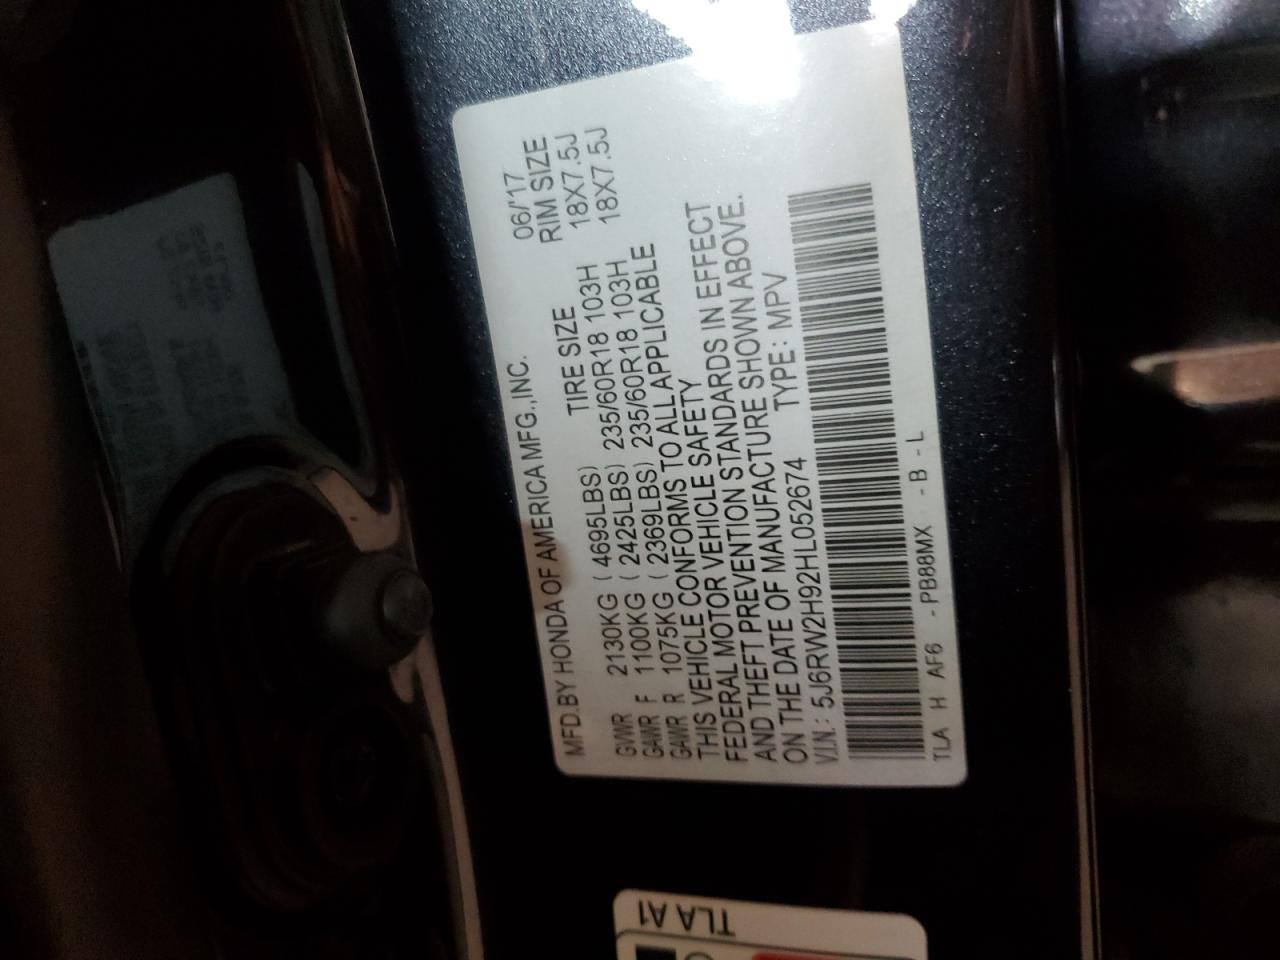 MFD.BY HONDA OF AMERICA MFG.,INC. 06/'17
TIRE SIZE RIM SIZE
GVWR 2130KG ( 4695LBS)
GAWR F 1100KG ( 2425LBS) 235/60R18 103H 18X7.5J
GAWR R 1075KG ( 2369LBS) 235/60R18 103H 18X7.5J
THIS VEHICLE CONFORMS TO ALL APPLICABLE
FEDERAL MOTOR VEHICLE SAFETY
AND THEFT PREVENTION STANDARDS IN EFFECT
ON THE DATE OF MANUFACTURE SHOWN ABOVE.
V.I.N.: 5J6RW2H92HL052674 TYPE: MPV
TLA H AF6 - PB88MX - B - L
TLA A1